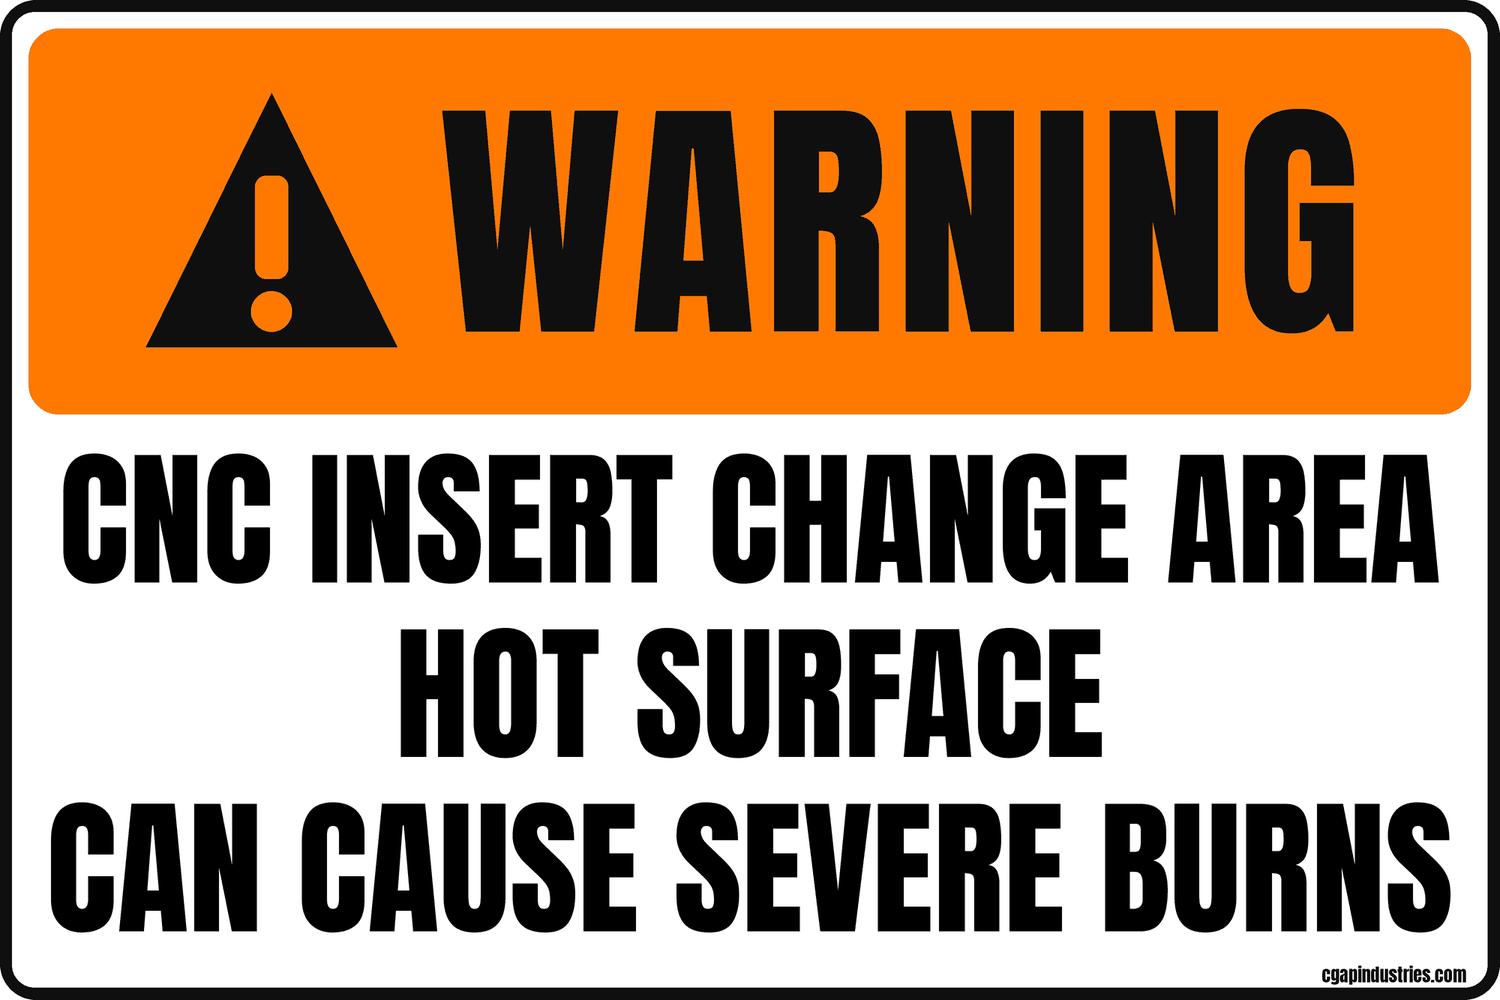 WARNING
CNC INSERT CHANGE AREA
HOT SURFACE
CAN CAUSE SEVERE BURNS
cgapindustries.com